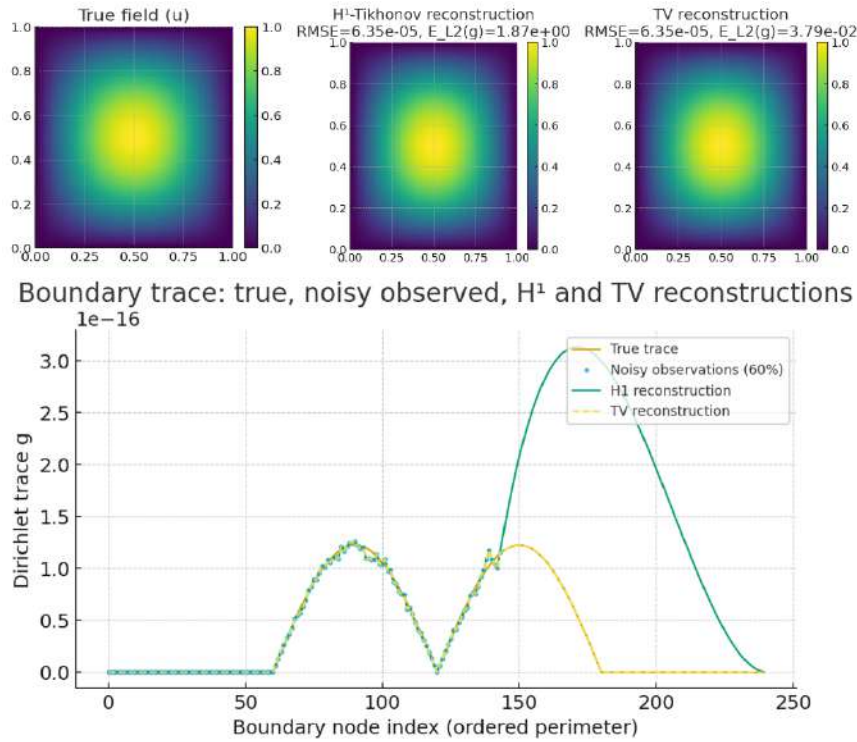 True field (u)
H¹-Tikhonov reconstruction
RMSE=6.35e-05, E_L2(g)=1.87e+00
TV reconstruction
RMSE=6.35e-05, E_L2(g)=3.79e-02
1.0
0.8
0.6
0.4
0.2
0.0
0.00 0.25 0.50 0.75 1.00
1.0
0.8
0.6
0.4
0.2
0.0
1.0
0.8
0.6
0.4
0.2
0.0
0.00 0.25 0.50 0.75 1.00
1.0
0.8
0.6
0.4
0.2
0.0
1.0
0.8
0.6
0.4
0.2
0.0
0.00 0.25 0.50 0.75 1.00
1.0
0.8
0.6
0.4
0.2
0.0
Boundary trace: true, noisy observed, H¹ and TV reconstructions
1e−16
True trace
Noisy observations (60%)
H1 reconstruction
TV reconstruction
Dirichlet trace g
3.0
2.5
2.0
1.5
1.0
0.5
0.0
0 50 100 150 200 250
Boundary node index (ordered perimeter)